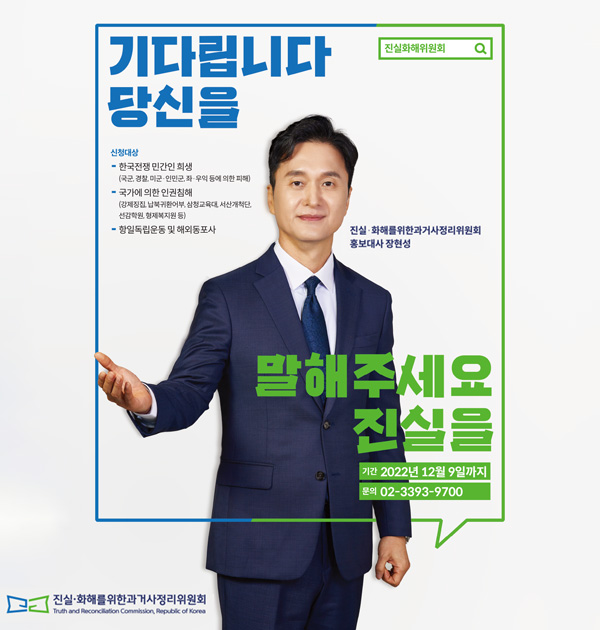 기다립니다
당신을
진실화해위원회
신청대상
- 한국전쟁 민간인 희생
(국군, 경찰, 미군·인민군, 좌·우익 등에 의한 피해)
- 국가에 의한 인권침해
(강제징집, 납북귀환어부, 삼청교육대, 서산개척단,
선감학원, 형제복지원 등)
- 항일독립운동 및 해외동포사
진실·화해를위한과거사정리위원회
홍보대사 장현성
말해주세요
진실을
기간 2022년 12월 9일까지
문의 02-3393-9700
진실·화해를위한과거사정리위원회
Truth and Reconciliation Commission, Republic of Korea